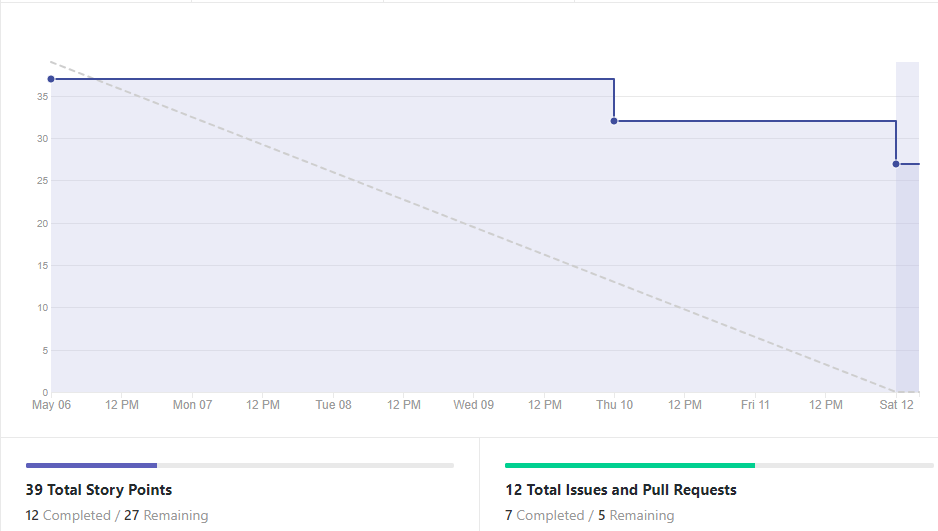 35
30
25
20
15
10
5
0
May 06 12 PM Mon 07 12 PM Tue 08 12 PM Wed 09 12 PM Thu 10 12 PM Fri 11 12 PM Sat 12
39 Total Story Points
12 Completed / 27 Remaining
12 Total Issues and Pull Requests
7 Completed / 5 Remaining